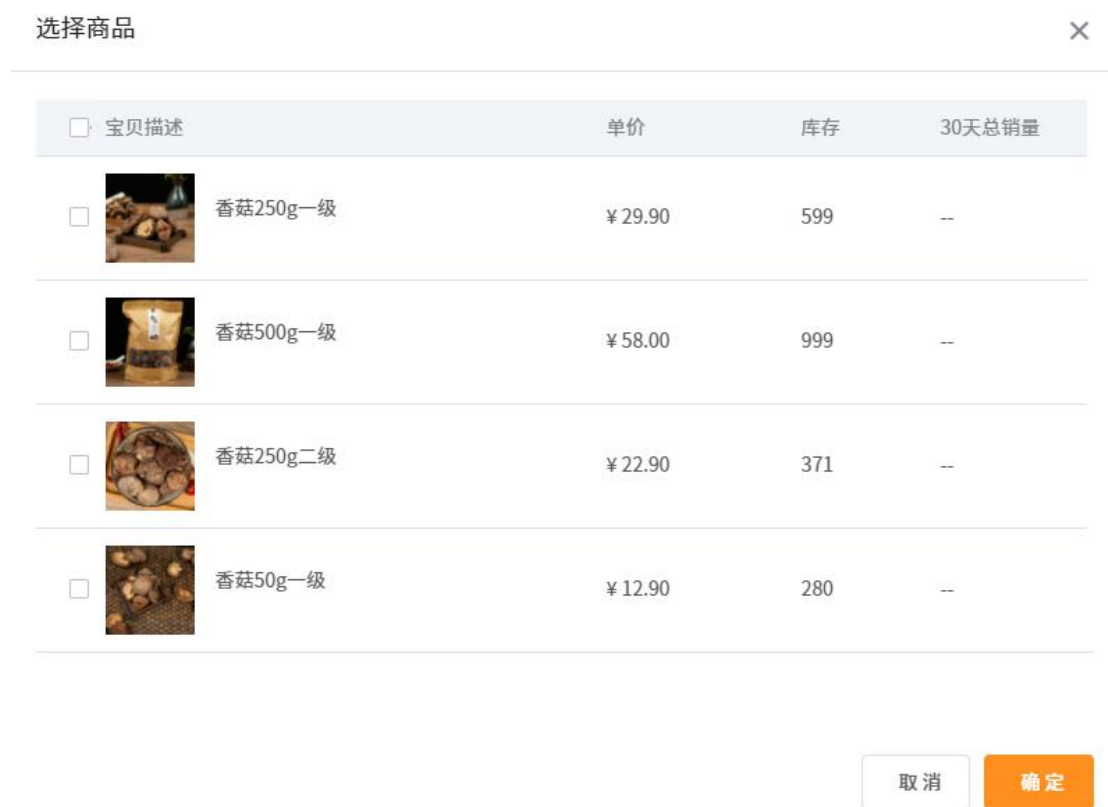 选择商品
宝贝描述 单价 库存 30天总销量
香菇250g一级 ¥29.90 599 --
香菇500g一级 ¥58.00 999 --
香菇250g二级 ¥22.90 371 --
香菇50g一级 ¥12.90 280 --
取消 确定